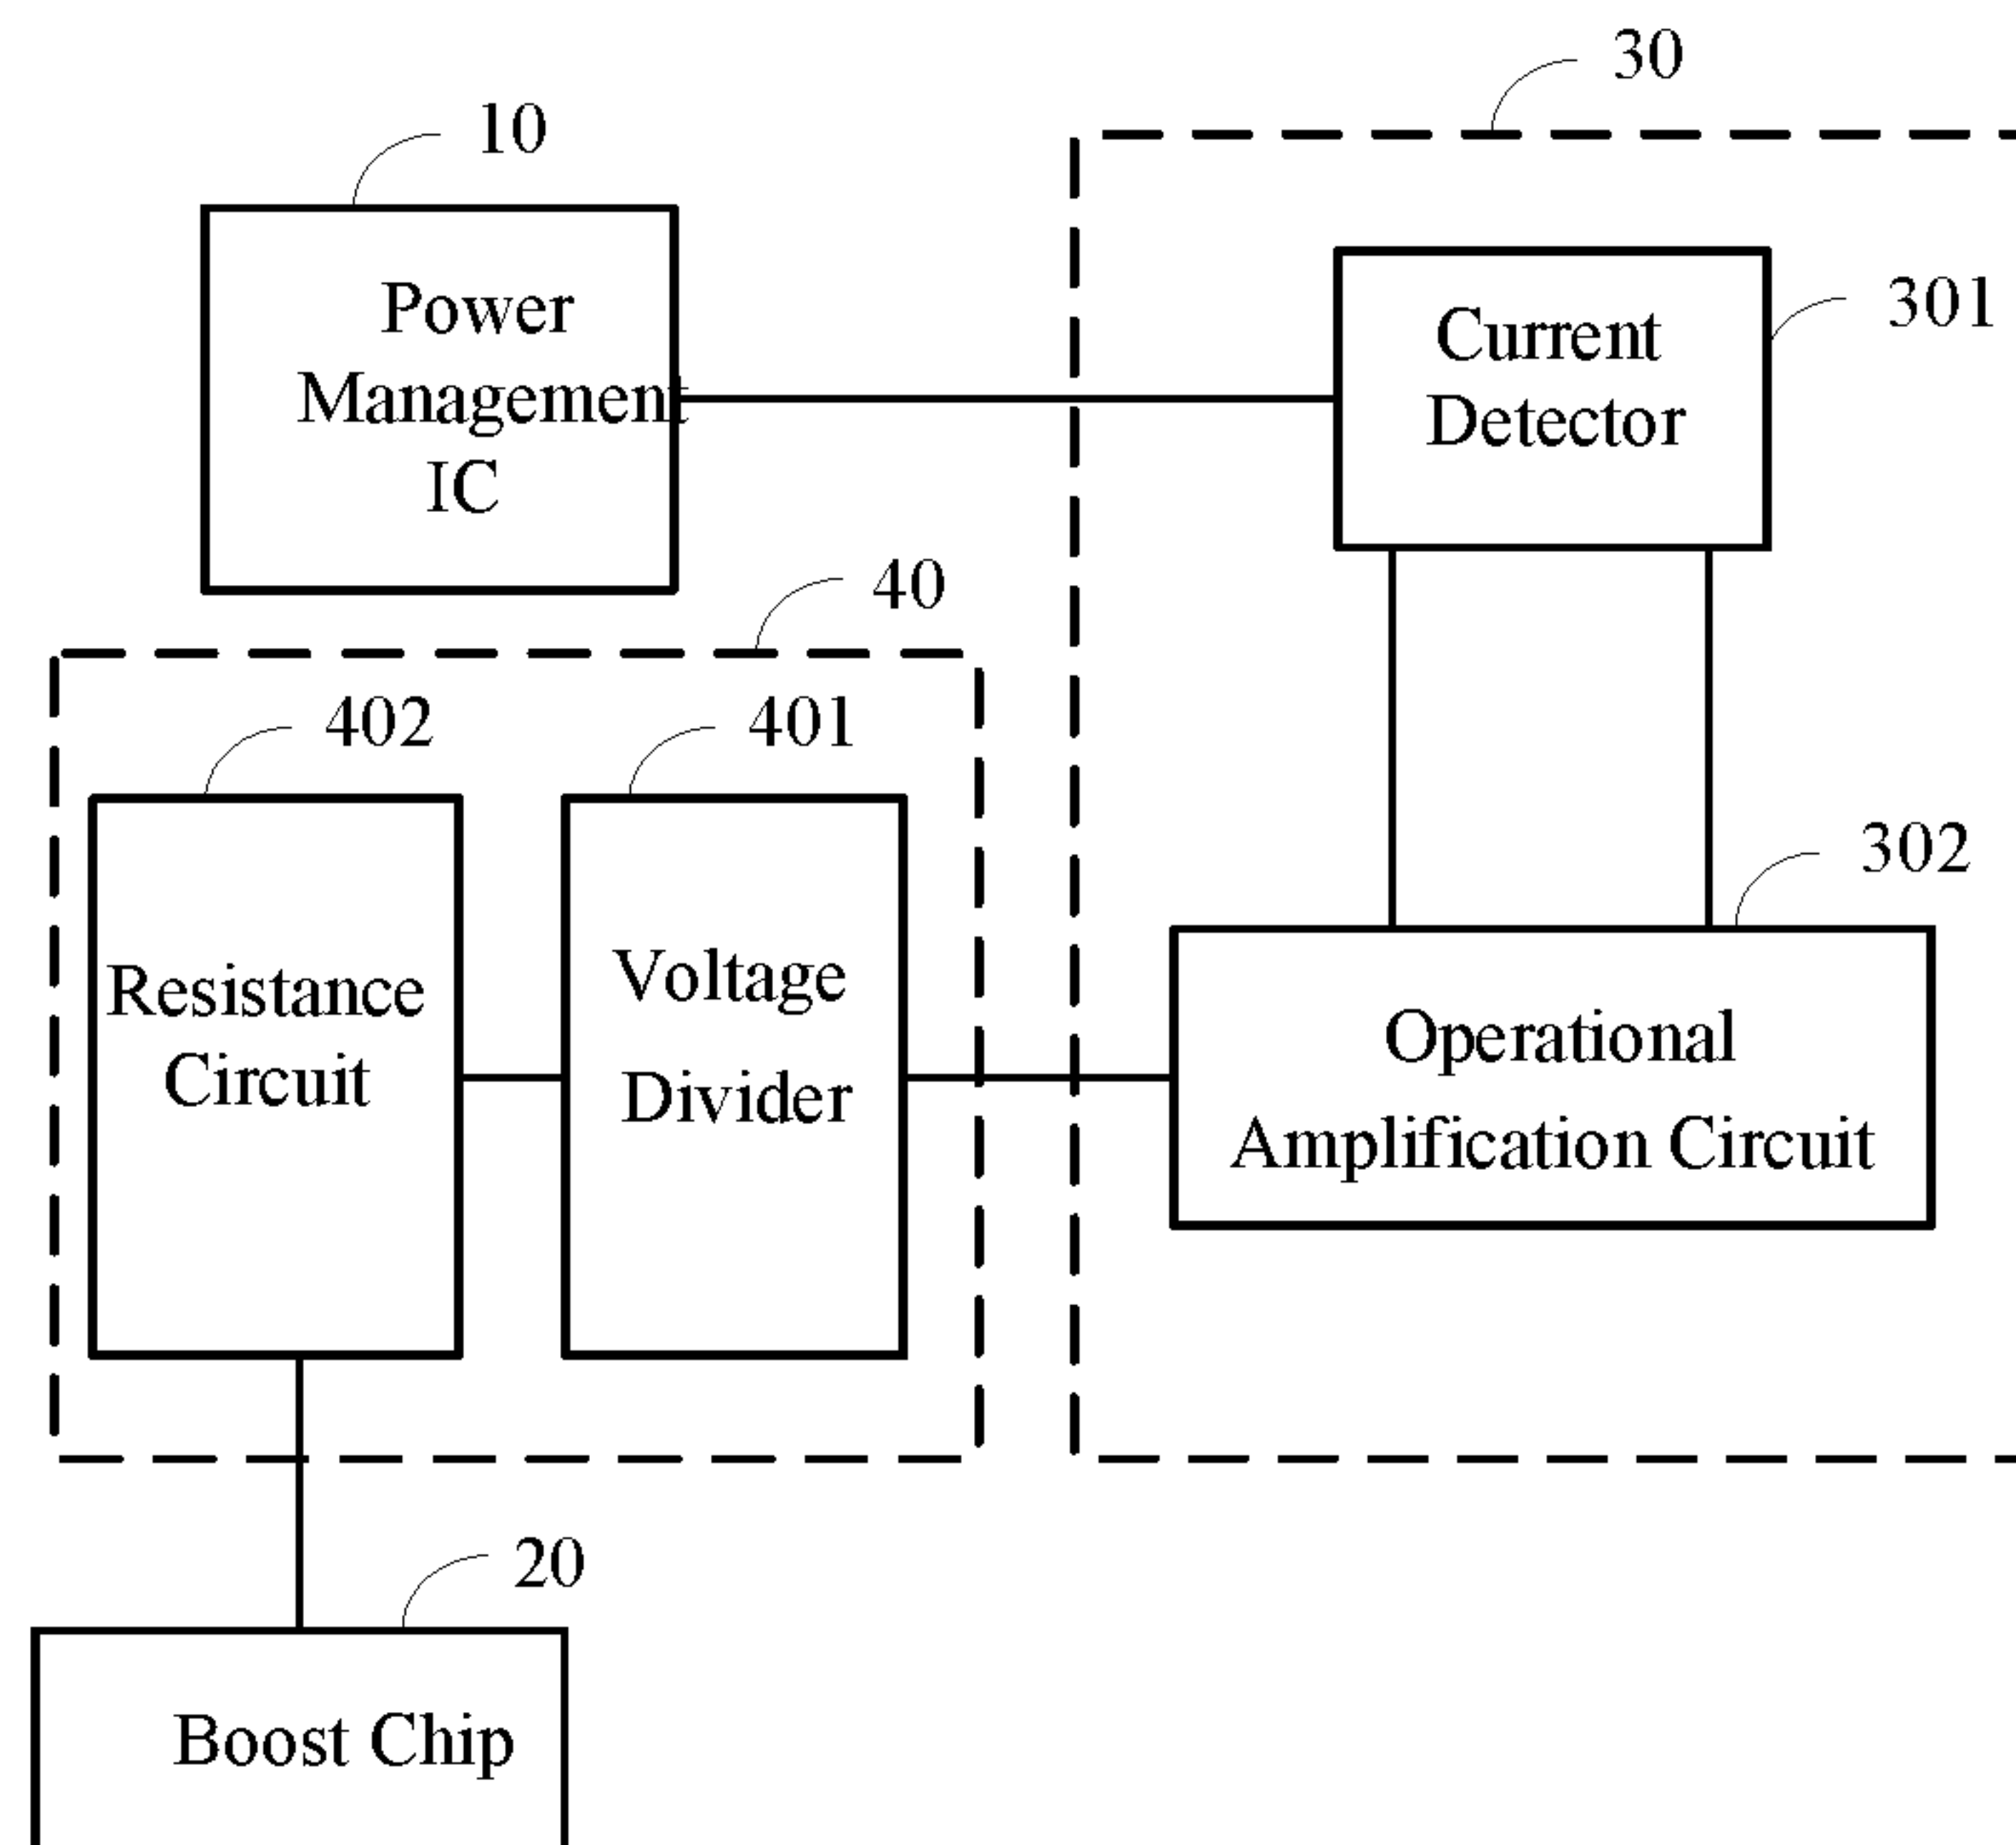 30
10
Power
Management
IC
301
Current
Detector
40
402
401
302
Resistance
Circuit
Voltage
Divider
Operational
Amplification Circuit
20
Boost Chip